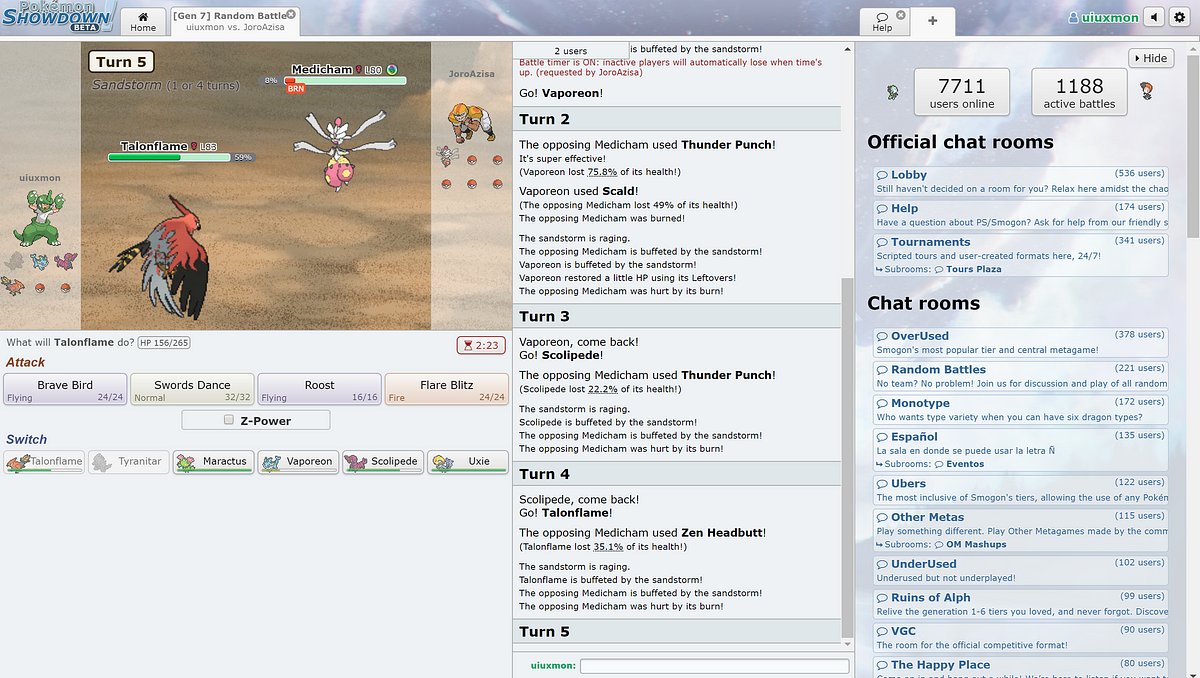 Pokémon
SHOWDOWN
BETA
Home
[Gen 7] Random Battle
uiuxmon vs. JoroAzisa
Help
+
uiuxmon
Turn 5
Sandstorm (1 or 4 turns)
Medicham L80
8%
BRN
Talonflame L83
59%
uiuxmon
JoroAzisa
What will Talonflame do? HP 156/265
2:23
Attack
Brave Bird
Flying 24/24
Swords Dance
Normal 32/32
Roost
Flying 16/16
Flare Blitz
Fire 24/24
Z-Power
Switch
Talonflame
Tyranitar
Maractus
Vaporeon
Scolipede
Uxie
2 users
is buffeted by the sandstorm!
Battle timer is ON: inactive players will automatically lose when time's
up. (requested by JoroAzisa)
Go! Vaporeon!
Turn 2
The opposing Medicham used Thunder Punch!
It's super effective!
(Vaporeon lost 75.8% of its health!)
Vaporeon used Scald!
(The opposing Medicham lost 49% of its health!)
The opposing Medicham was burned!
The sandstorm is raging.
The opposing Medicham is buffeted by the sandstorm!
Vaporeon is buffeted by the sandstorm!
Vaporeon restored a little HP using its Leftovers!
The opposing Medicham was hurt by its burn!
Turn 3
Vaporeon, come back!
Go! Scolipede!
The opposing Medicham used Thunder Punch!
(Scolipede lost 22.2% of its health!)
The sandstorm is raging.
Scolipede is buffeted by the sandstorm!
The opposing Medicham is buffeted by the sandstorm!
The opposing Medicham was hurt by its burn!
Turn 4
Scolipede, come back!
Go! Talonflame!
The opposing Medicham used Zen Headbutt!
(Talonflame lost 35.1% of its health!)
The sandstorm is raging.
Talonflame is buffeted by the sandstorm!
The opposing Medicham is buffeted by the sandstorm!
The opposing Medicham was hurt by its burn!
Turn 5
uiuxmon:
Hide
7711
users online
1188
active battles
Official chat rooms
Lobby (536 users)
Still haven't decided on a room for you? Relax here amidst the chao
Help (174 users)
Have a question about PS/Smogon? Ask for help from our friendly s
Tournaments (341 users)
Scripted tours and user-created formats here, 24/7!
Subrooms: Tours Plaza
Chat rooms
OverUsed (378 users)
Smogon's most popular tier and central metagame!
Random Battles (221 users)
No team? No problem! Join us for discussion and play of all random
Monotype (172 users)
Who wants type variety when you can have six dragon types?
Español (135 users)
La sala en donde se puede usar la letra Ñ
Subrooms: Eventos
Ubers (122 users)
The most inclusive of Smogon's tiers, allowing the use of any Pokém
Other Metas (115 users)
Play something different. Play Other Metagames made by the comm
Subrooms: OM Mashups
UnderUsed (102 users)
Underused but not underplayed!
Ruins of Alph (99 users)
Relive the generation 1-6 tiers you loved, and never forgot. Discove
VGC (90 users)
The room for the official competitive format!
The Happy Place (80 users)